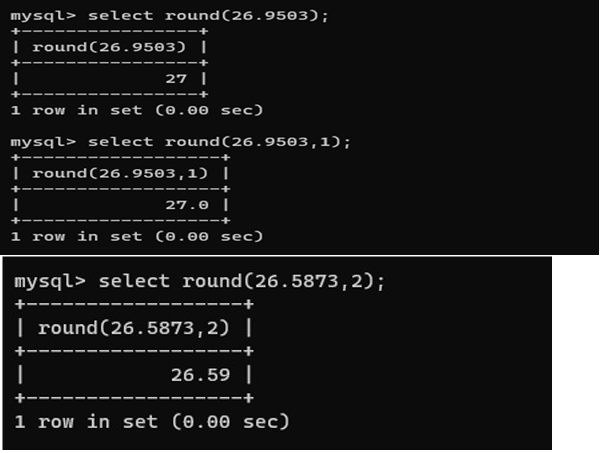 mysql> select round(26.9503);
+----------------+
| round(26.9503) |
+----------------+
|             27 |
+----------------+
1 row in set (0.00 sec)
mysql> select round(26.9503,1);
+------------------+
| round(26.9503,1) |
+------------------+
|             27.0 |
+------------------+
1 row in set (0.00 sec)
mysql> select round(26.5873,2);
+------------------+
| round(26.5873,2) |
+------------------+
|            26.59 |
+------------------+
1 row in set (0.00 sec)